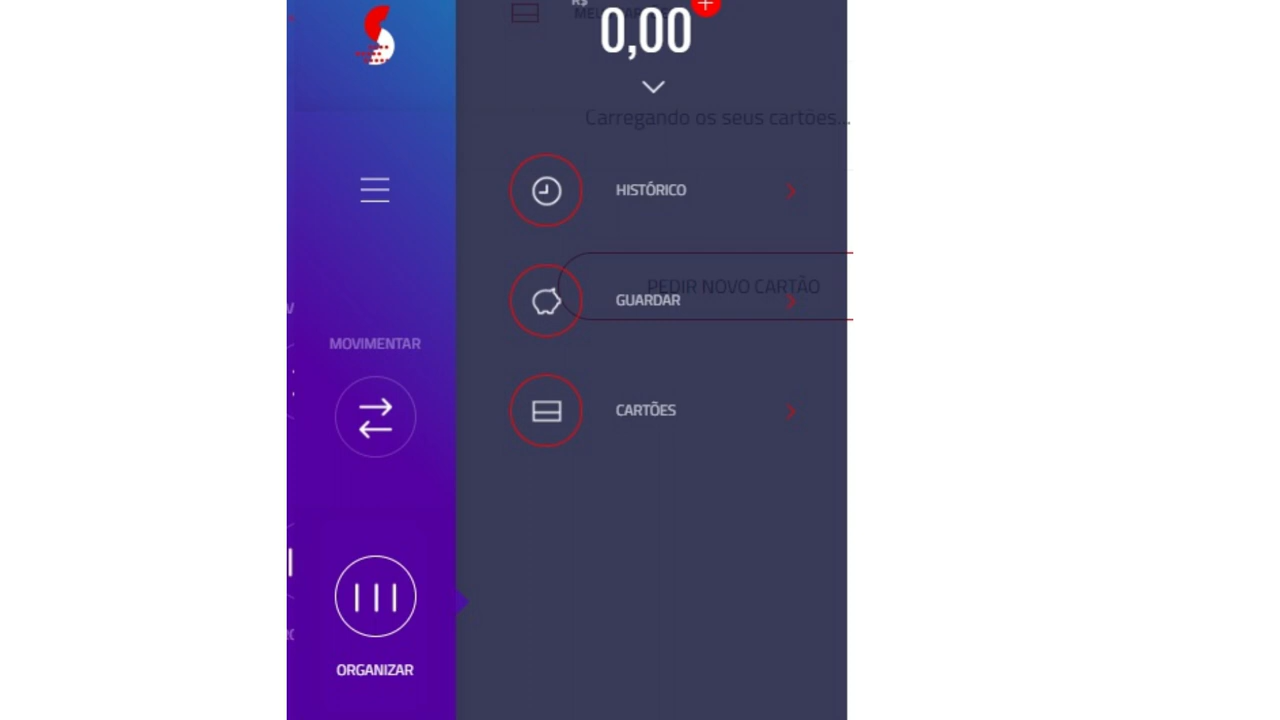 R$
0,00
Carregando os seus cartões...
HISTÓRICO
PEDIR NOVO CARTÃO
GUARDAR
MOVIMENTAR
CARTÕES
ORGANIZAR